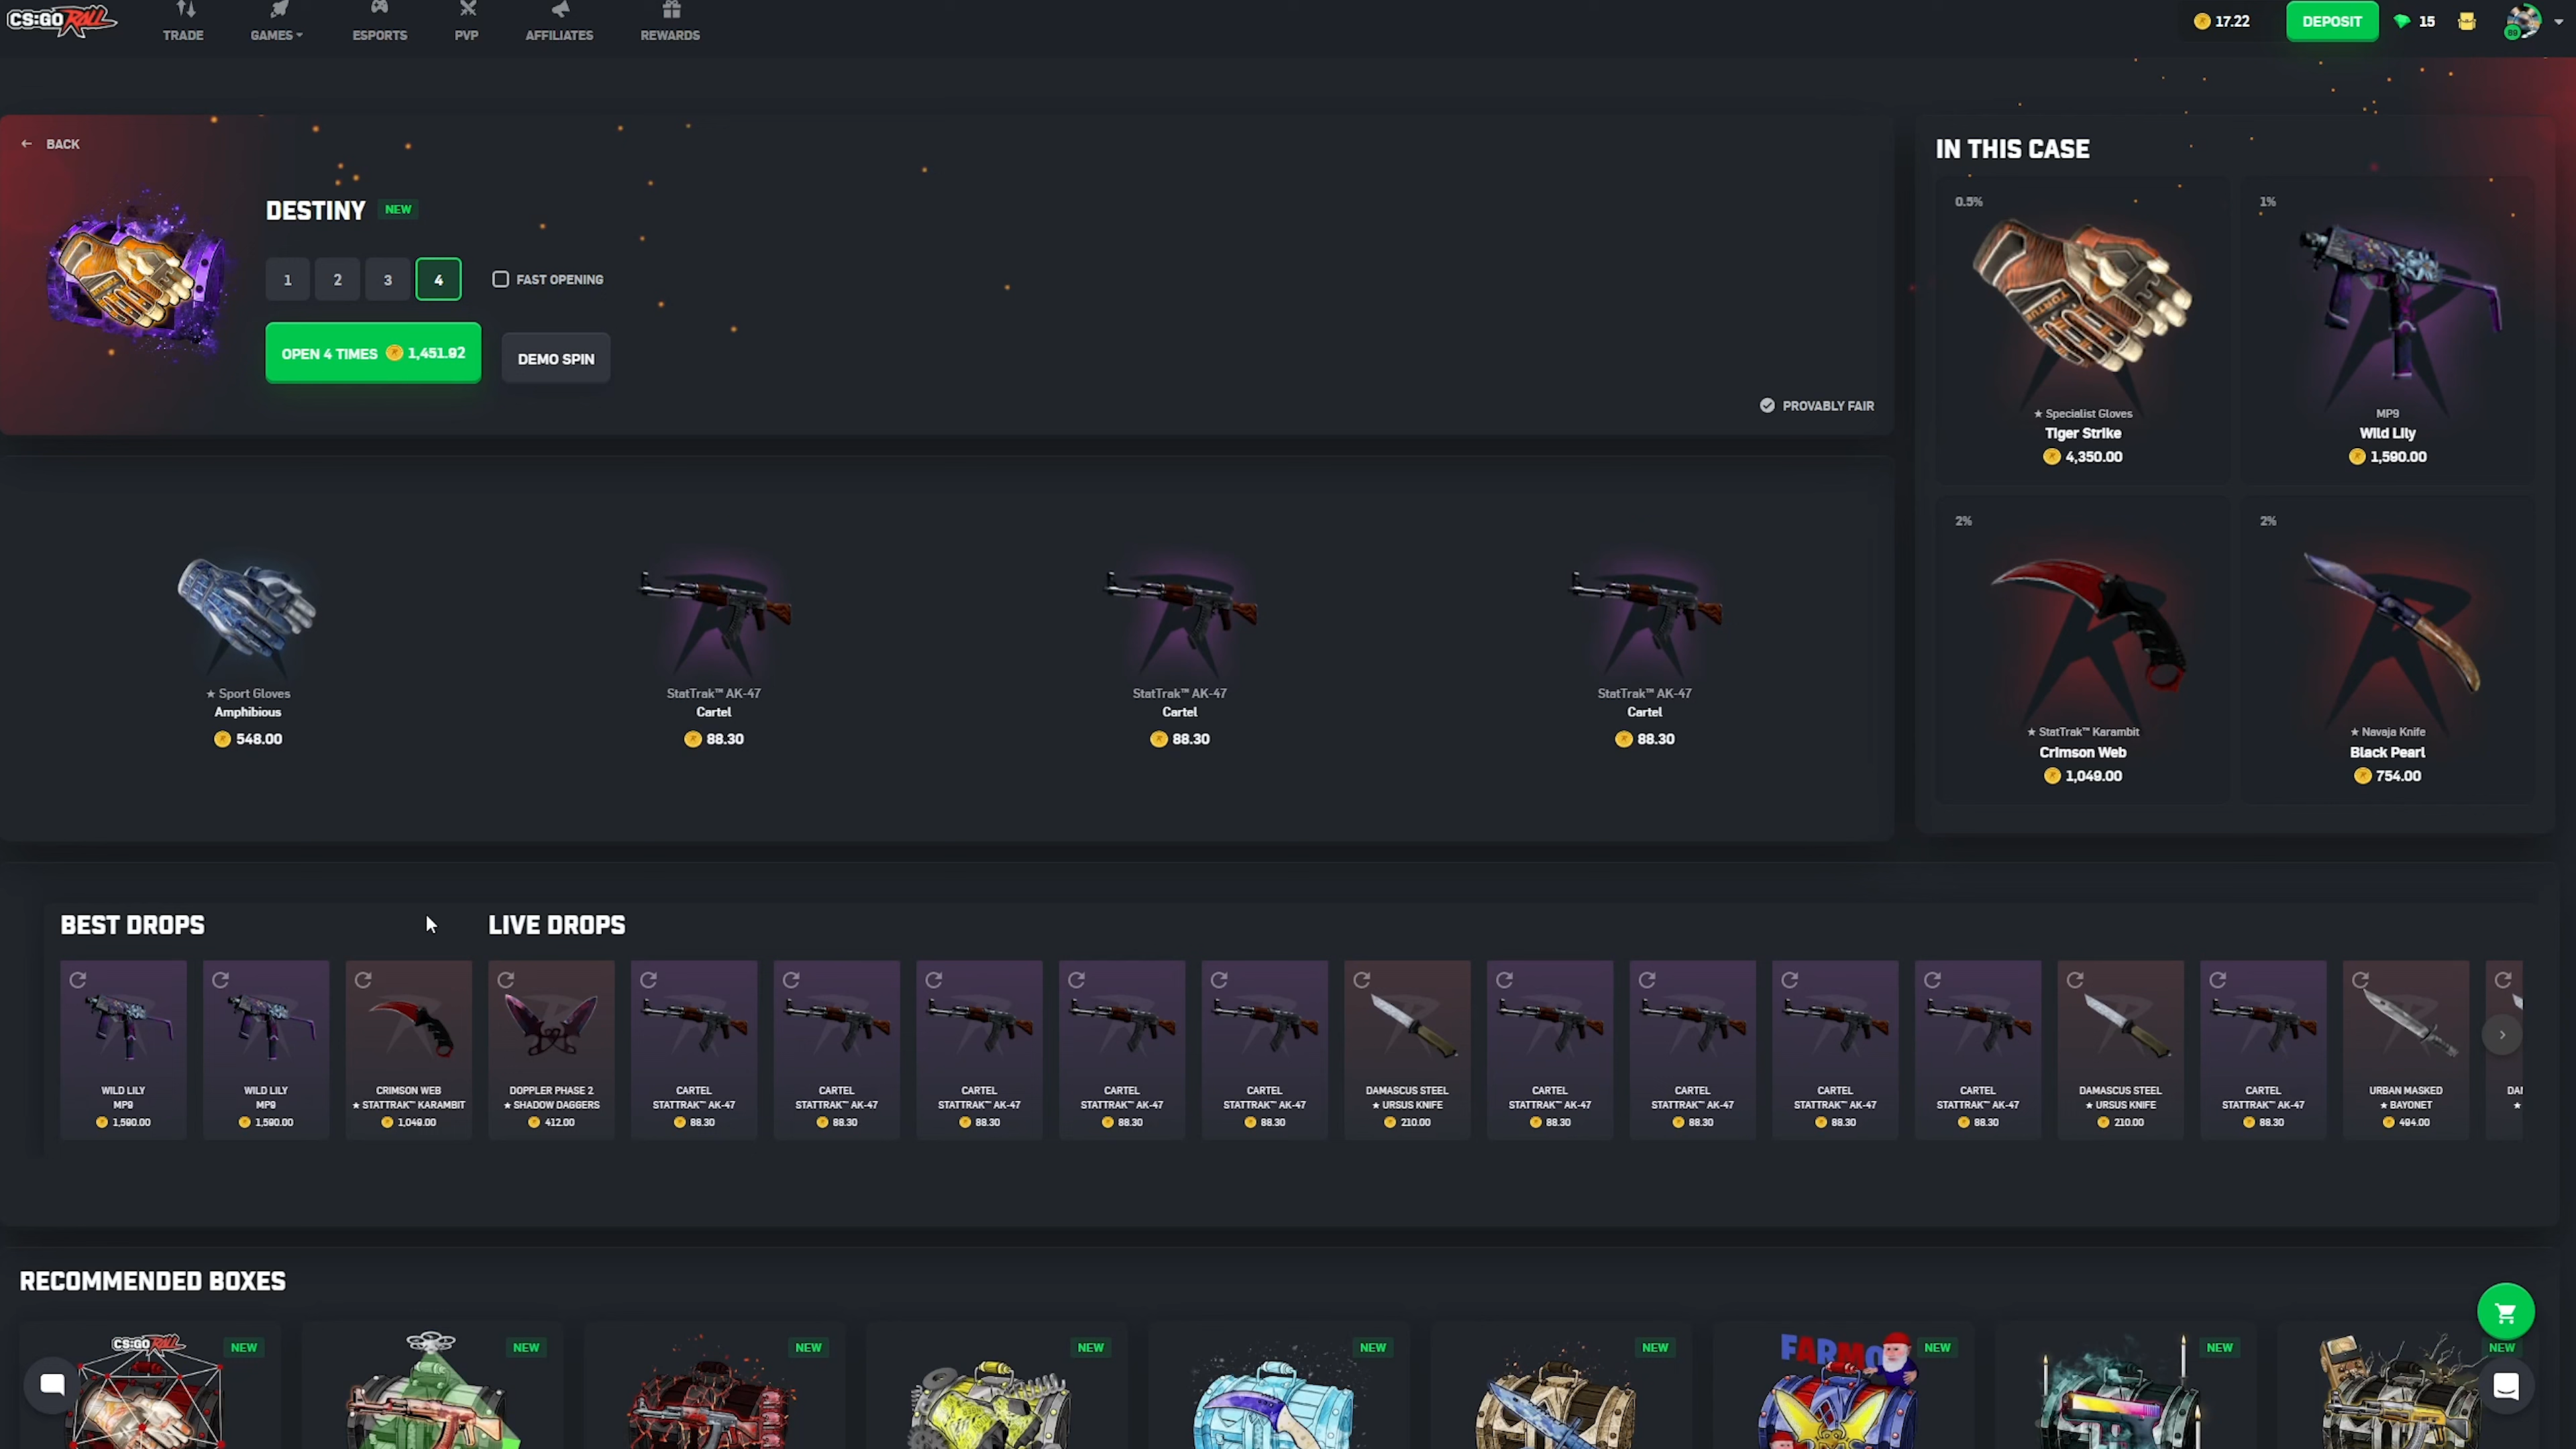 CS:GO ROLL
TRADE
GAMES
ESPORTS
PVP
AFFILIATES
REWARDS
17.22
DEPOSIT
15
89
BACK
DESTINY
NEW
1
2
3
4
FAST OPENING
OPEN 4 TIMES 1,451.92
DEMO SPIN
PROVABLY FAIR
IN THIS CASE
0.5%
TORTUE
★ Specialist Gloves
Tiger Strike
4,350.00
1%
MP9
Wild Lily
1,590.00
2%
★ StatTrak™ Karambit
Crimson Web
1,049.00
2%
★ Navaja Knife
Black Pearl
754.00
★ Sport Gloves
Amphibious
548.00
StatTrak™ AK-47
Cartel
88.30
StatTrak™ AK-47
Cartel
88.30
StatTrak™ AK-47
Cartel
88.30
BEST DROPS
WILD LILY
MP9
1,590.00
WILD LILY
MP9
1,590.00
CRIMSON WEB
★ STATTRAK™ KARAMBIT
1,049.00
LIVE DROPS
DOPPLER PHASE 2
★ SHADOW DAGGERS
412.00
CARTEL
STATTRAK™ AK-47
88.30
CARTEL
STATTRAK™ AK-47
88.30
CARTEL
STATTRAK™ AK-47
88.30
CARTEL
STATTRAK™ AK-47
88.30
CARTEL
STATTRAK™ AK-47
88.30
DAMASCUS STEEL
★ URSUS KNIFE
210.00
CARTEL
STATTRAK™ AK-47
88.30
CARTEL
STATTRAK™ AK-47
88.30
CARTEL
STATTRAK™ AK-47
88.30
CARTEL
STATTRAK™ AK-47
88.30
DAMASCUS STEEL
★ URSUS KNIFE
210.00
CARTEL
STATTRAK™ AK-47
88.30
URBAN MASKED
★ BAYONET
494.00
DAM
★
RECOMMENDED BOXES
CS:GO ROLL
NEW
NEW
NEW
NEW
NEW
NEW
FARMO
NEW
NEW
NEW